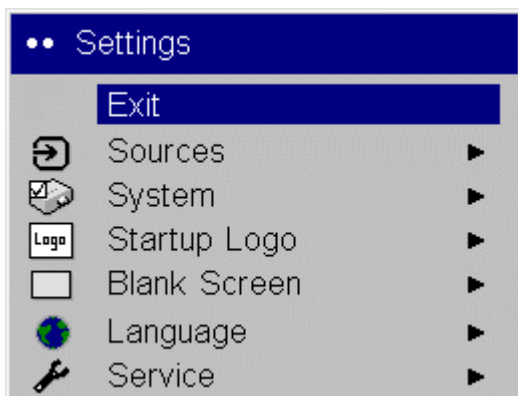 Settings
Exit
Sources
System
Logo Startup Logo
Blank Screen
Language
Service